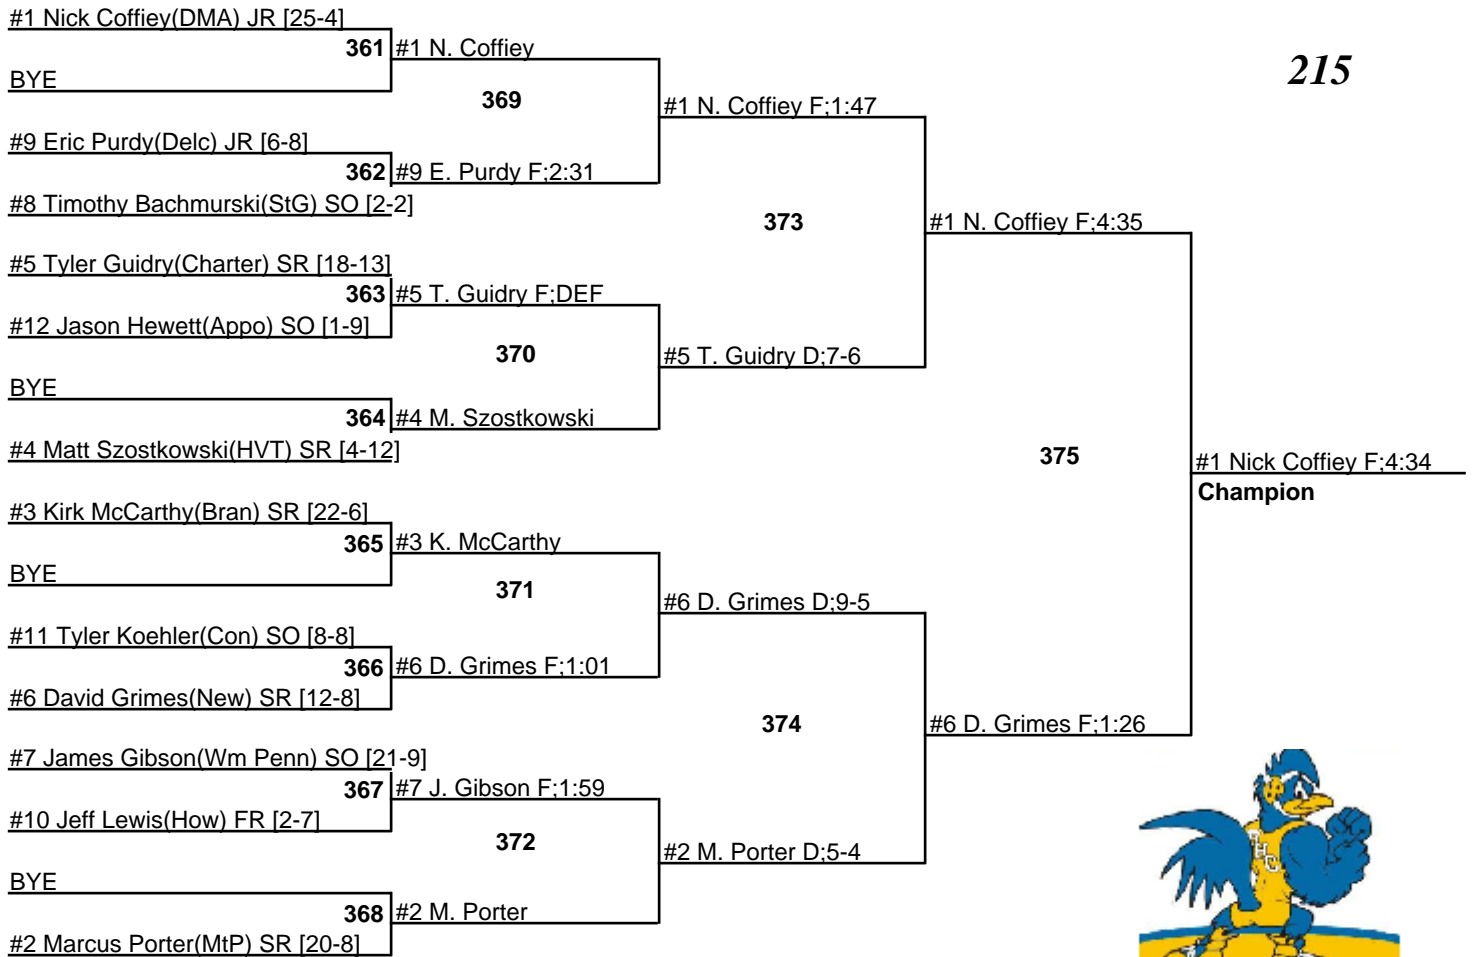 #1 Nick Coffiey(DMA) JR [25-4]
361 #1 N. Coffiey
BYE
215
369
#1 N. Coffiey F;1:47
#9 Eric Purdy(Delc) JR [6-8]
362 #9 E. Purdy F;2:31
#8 Timothy Bachmurski(StG) SO [2-2]
373
#1 N. Coffiey F;4:35
#5 Tyler Guidry(Charter) SR [18-13]
363 #5 T. Guidry F;DEF
#12 Jason Hewett(Appo) SO [1-9]
370
#5 T. Guidry D;7-6
BYE
364 #4 M. Szostkowski
#4 Matt Szostkowski(HVT) SR [4-12]
375
#1 Nick Coffiey F;4:34
Champion
#3 Kirk McCarthy(Bran) SR [22-6]
365 #3 K. McCarthy
BYE
371
#6 D. Grimes D;9-5
#11 Tyler Koehler(Con) SO [8-8]
366 #6 D. Grimes F;1:01
#6 David Grimes(New) SR [12-8]
374
#6 D. Grimes F;1:26
#7 James Gibson(Wm Penn) SO [21-9]
367 #7 J. Gibson F;1:59
#10 Jeff Lewis(How) FR [2-7]
372
#2 M. Porter D;5-4
BYE
368 #2 M. Porter
#2 Marcus Porter(MtP) SR [20-8]